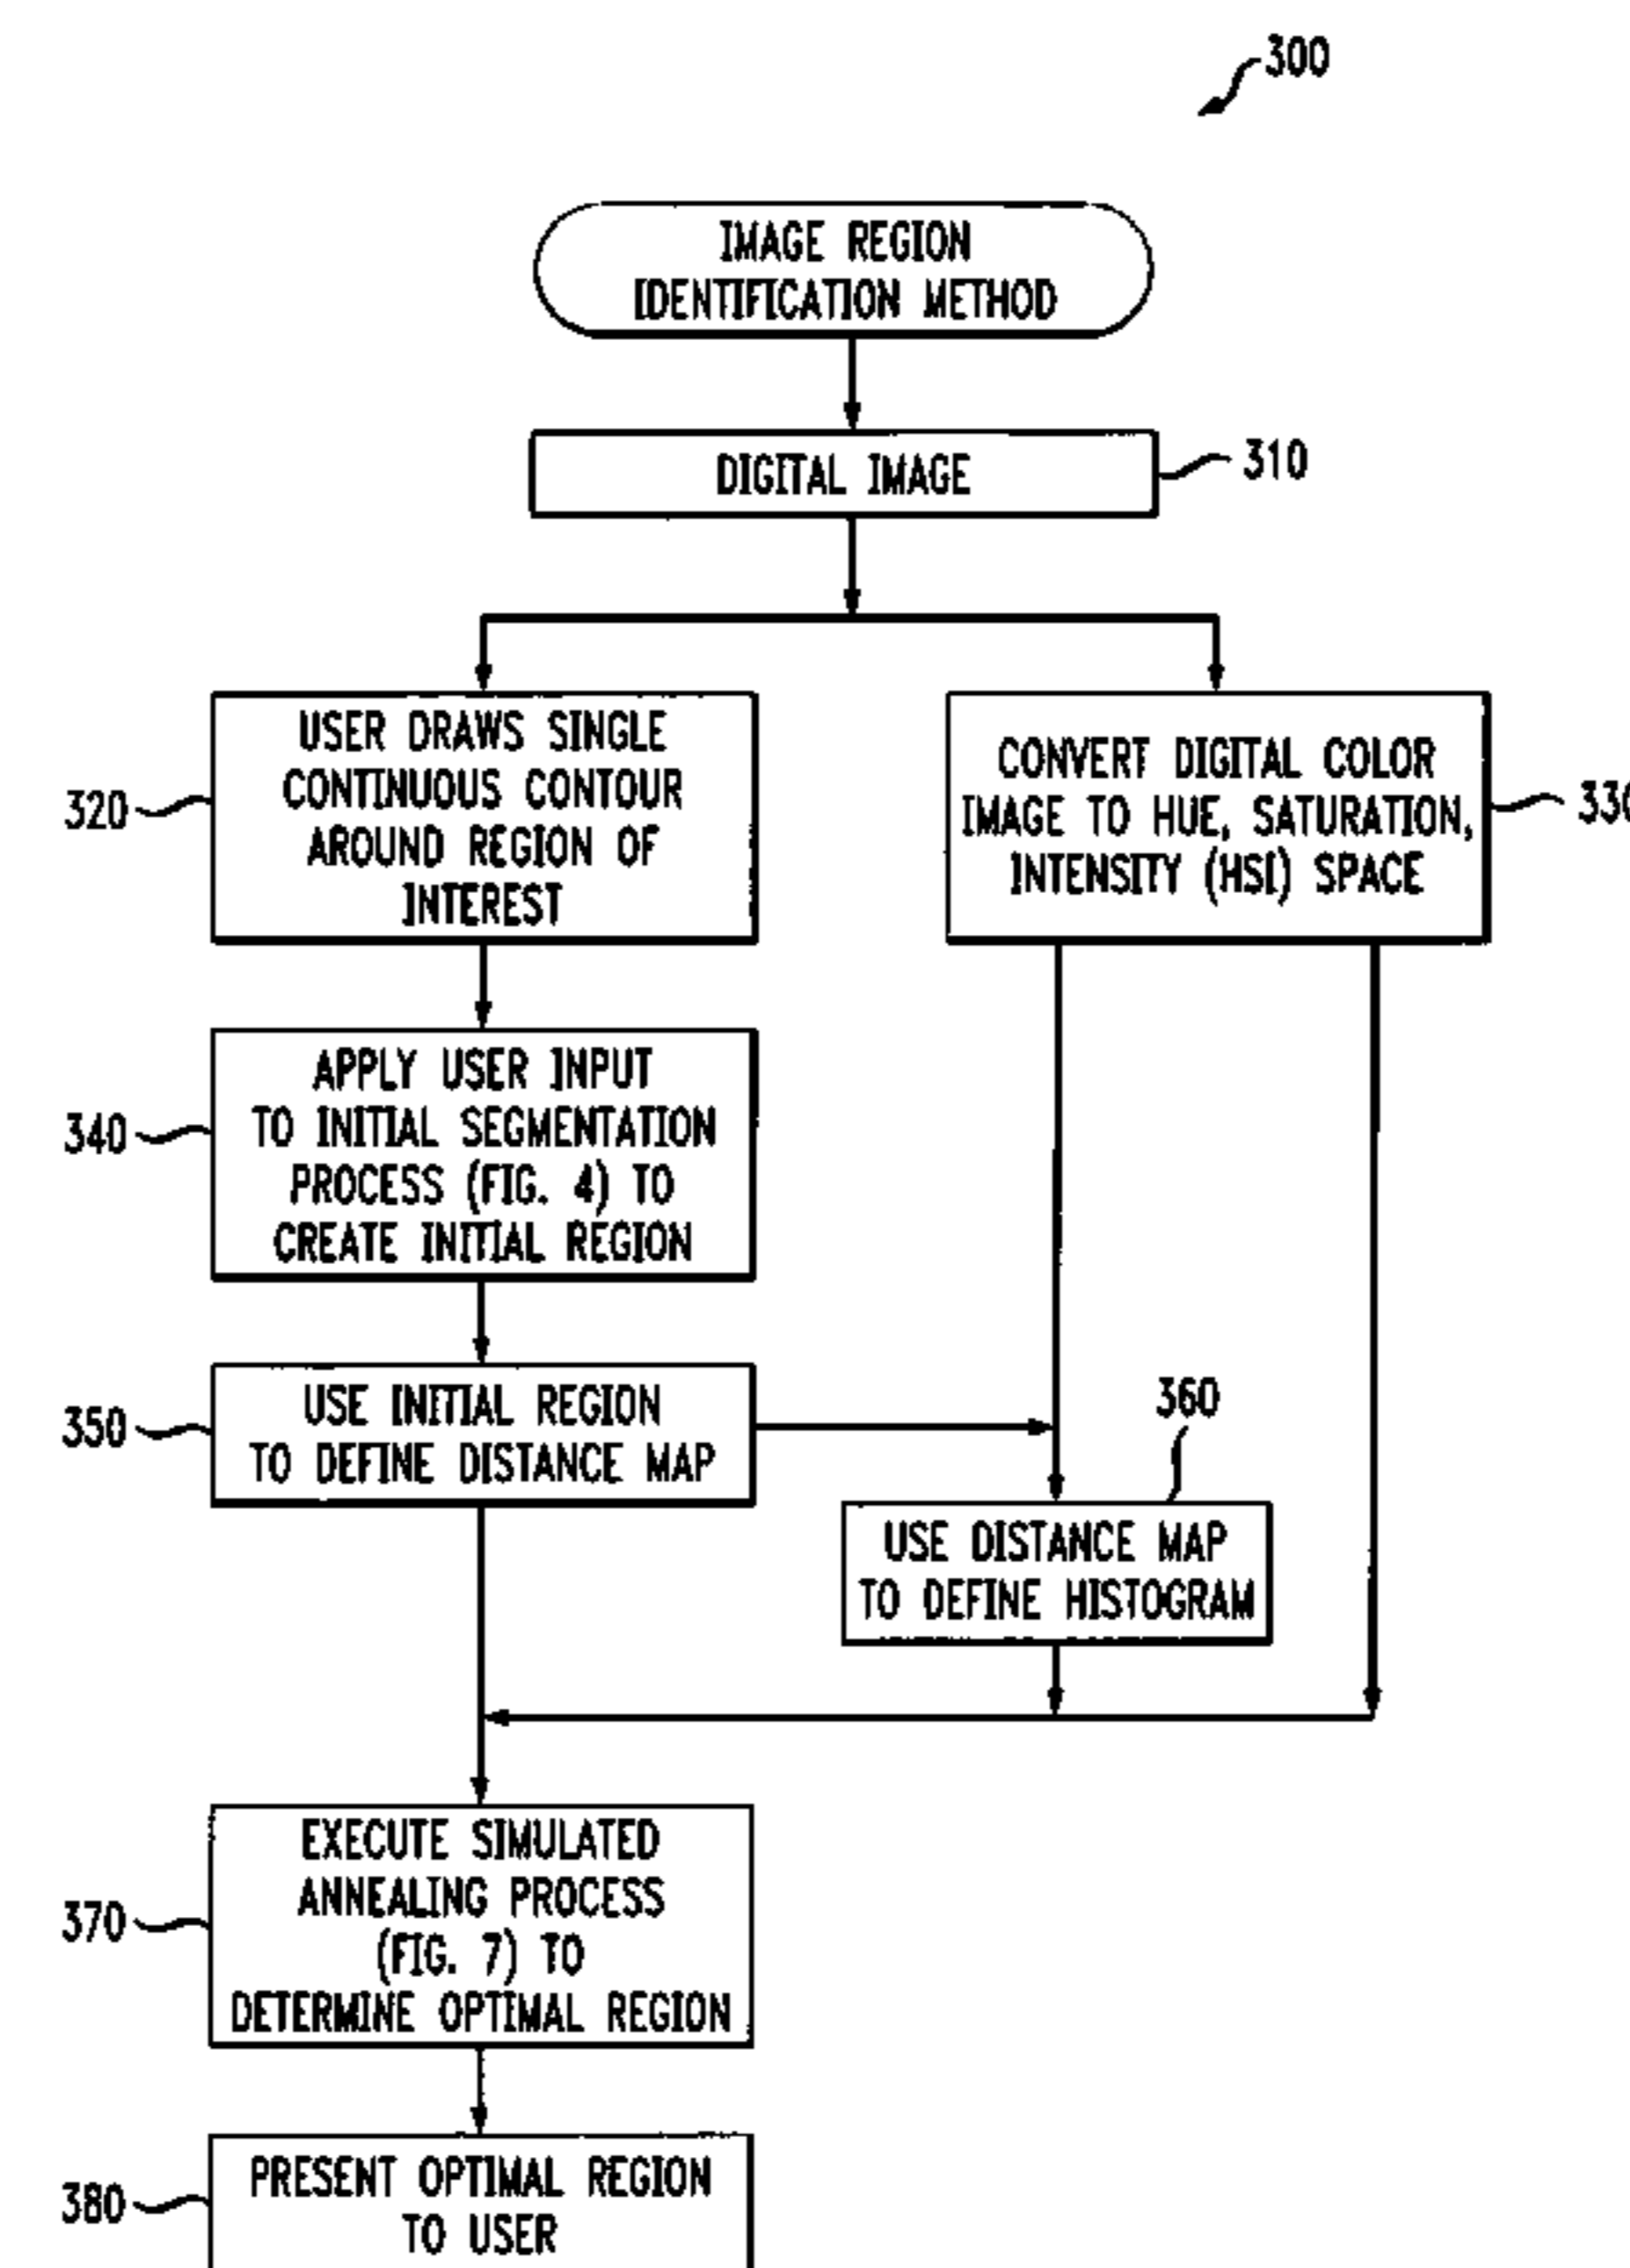 300
IMAGE REGION
IDENTIFICATION METHOD
DIGITAL IMAGE
310
USER DRAWS SINGLE
CONTINUOUS CONTOUR
AROUND REGION OF
INTEREST
320
CONVERT DIGITAL COLOR
IMAGE TO HUE, SATURATION,
INTENSITY (HSI) SPACE
330
APPLY USER INPUT
TO INITIAL SEGMENTATION
PROCESS (FIG. 4) TO
CREATE INITIAL REGION
340
USE INITIAL REGION
TO DEFINE DISTANCE MAP
350
360
USE DISTANCE MAP
TO DEFINE HISTOGRAM
EXECUTE SIMULATED
ANNEALING PROCESS
(FIG. 7) TO
DETERMINE OPTIMAL REGION
370
PRESENT OPTIMAL REGION
TO USER
380